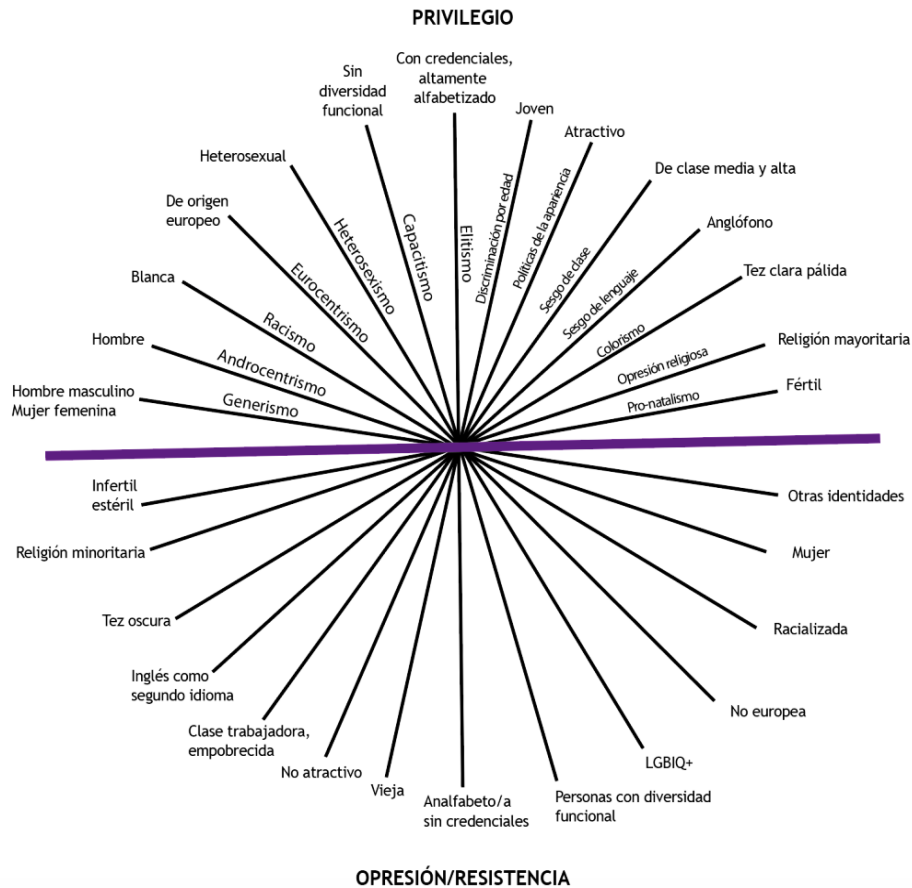 PRIVILEGIO
Con credenciales,
altamente
alfabetizado
Sin
diversidad
funcional
Joven
Atractivo
Heterosexual
De clase media y alta
De origen
europeo
Anglófono
Blanca
Tez clara pálida
Hombre
Religión mayoritaria
Hombre masculino
Mujer femenina
Fértil
Generismo
Androcentrismo
Racismo
Eurocentrismo
Heterosexismo
Capacitismo
Elitismo
Discriminación por edad
Políticas de la apariencia
Sesgo de clase
Sesgo de lenguaje
Colorismo
Opresión religiosa
Pro-natalismo
Infertil
estéril
Otras identidades
Religión minoritaria
Mujer
Tez oscura
Racializada
Inglés como
segundo idioma
No europea
Clase trabajadora,
empobrecida
LGBIQ+
No atractivo
Vieja
Analfabeto/a
sin credenciales
Personas con diversidad
funcional
OPRESIÓN/RESISTENCIA